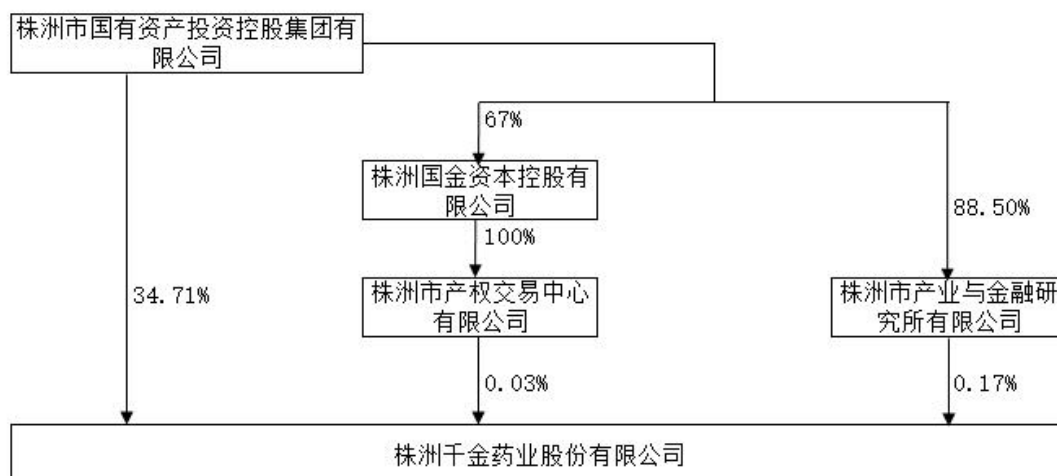 株洲市国有资产投资控股集团有
限公司
67%
株洲国金资本控股有
限公司
88.50%
100%
34.71%
株洲市产权交易中心
有限公司
株洲市产业与金融研
究所有限公司
0.03%
0.17%
株洲千金药业股份有限公司